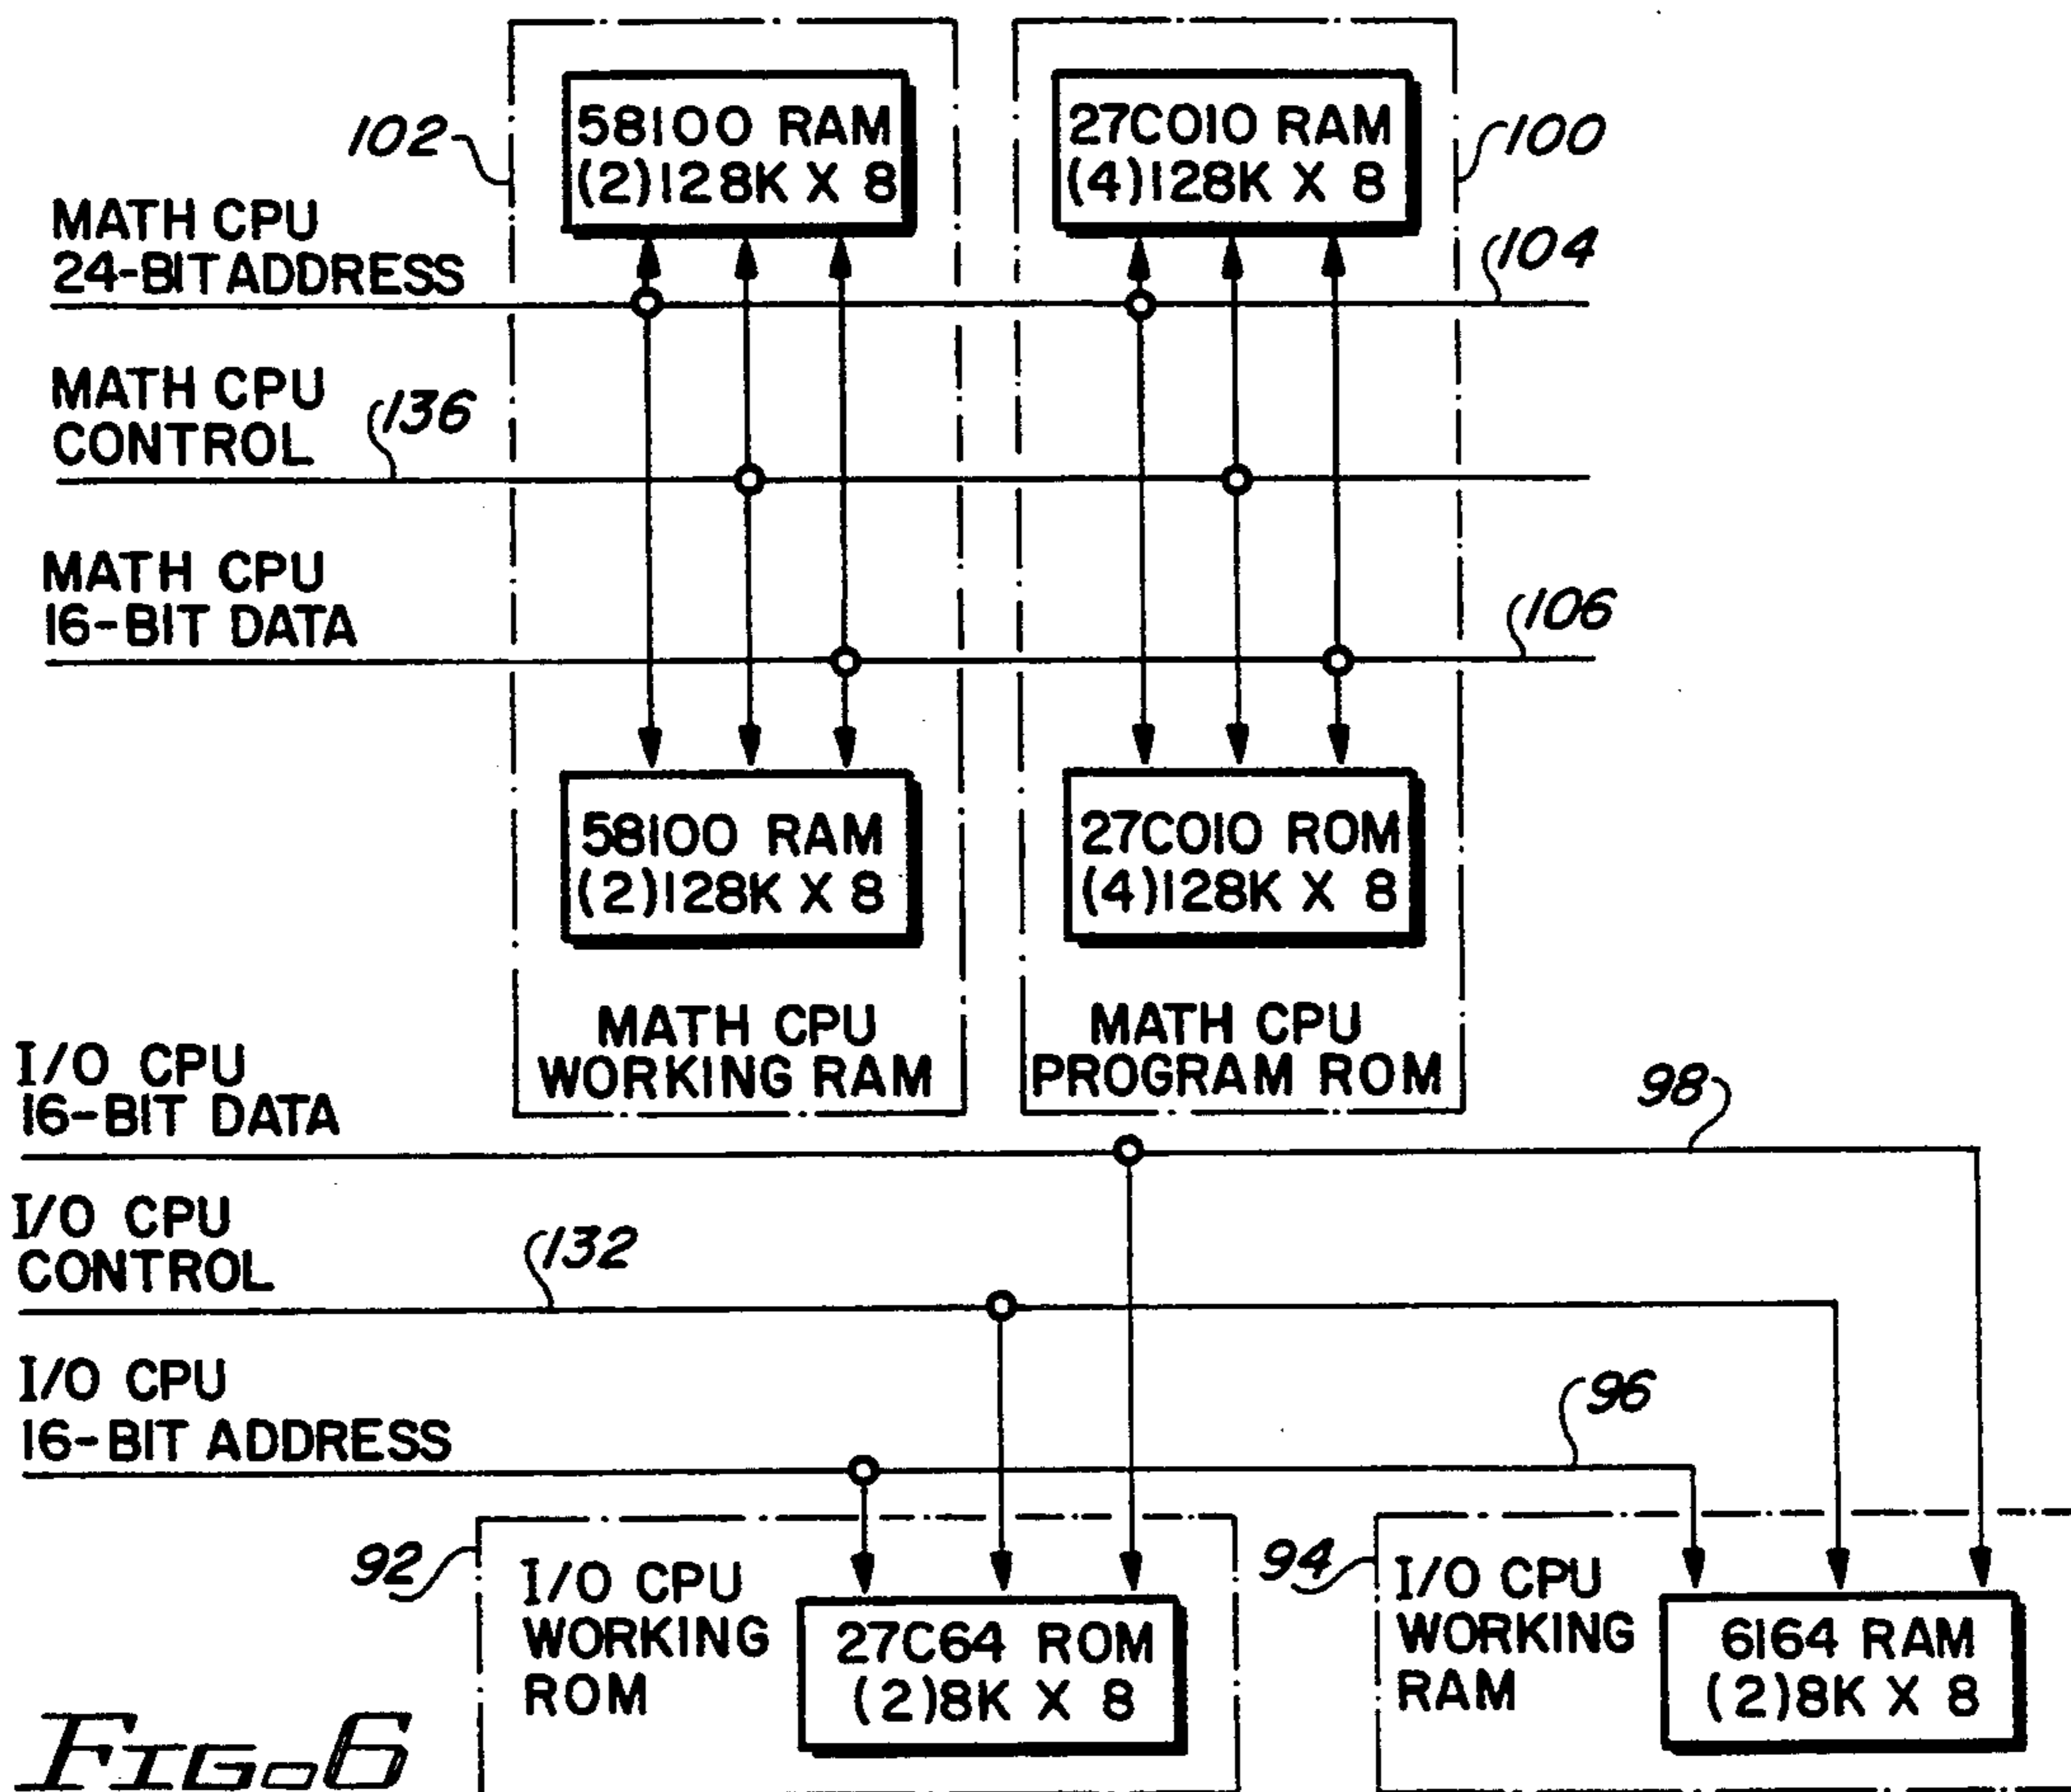 58100 RAM
(2)128K X 8
27C010 RAM
(4)128K X 8
102
100
MATH CPU
24-BIT ADDRESS
104
MATH CPU
CONTROL
136
MATH CPU
16-BIT DATA
106
58100 RAM
(2)128K X 8
27C010 ROM
(4)128K X 8
MATH CPU
WORKING RAM
MATH CPU
PROGRAM ROM
I/O CPU
16-BIT DATA
98
I/O CPU
CONTROL
132
I/O CPU
16-BIT ADDRESS
96
92
I/O CPU
WORKING
ROM
27C64 ROM
(2)8K X 8
94
I/O CPU
WORKING
RAM
6164 RAM
(2)8K X 8
FIG. 6